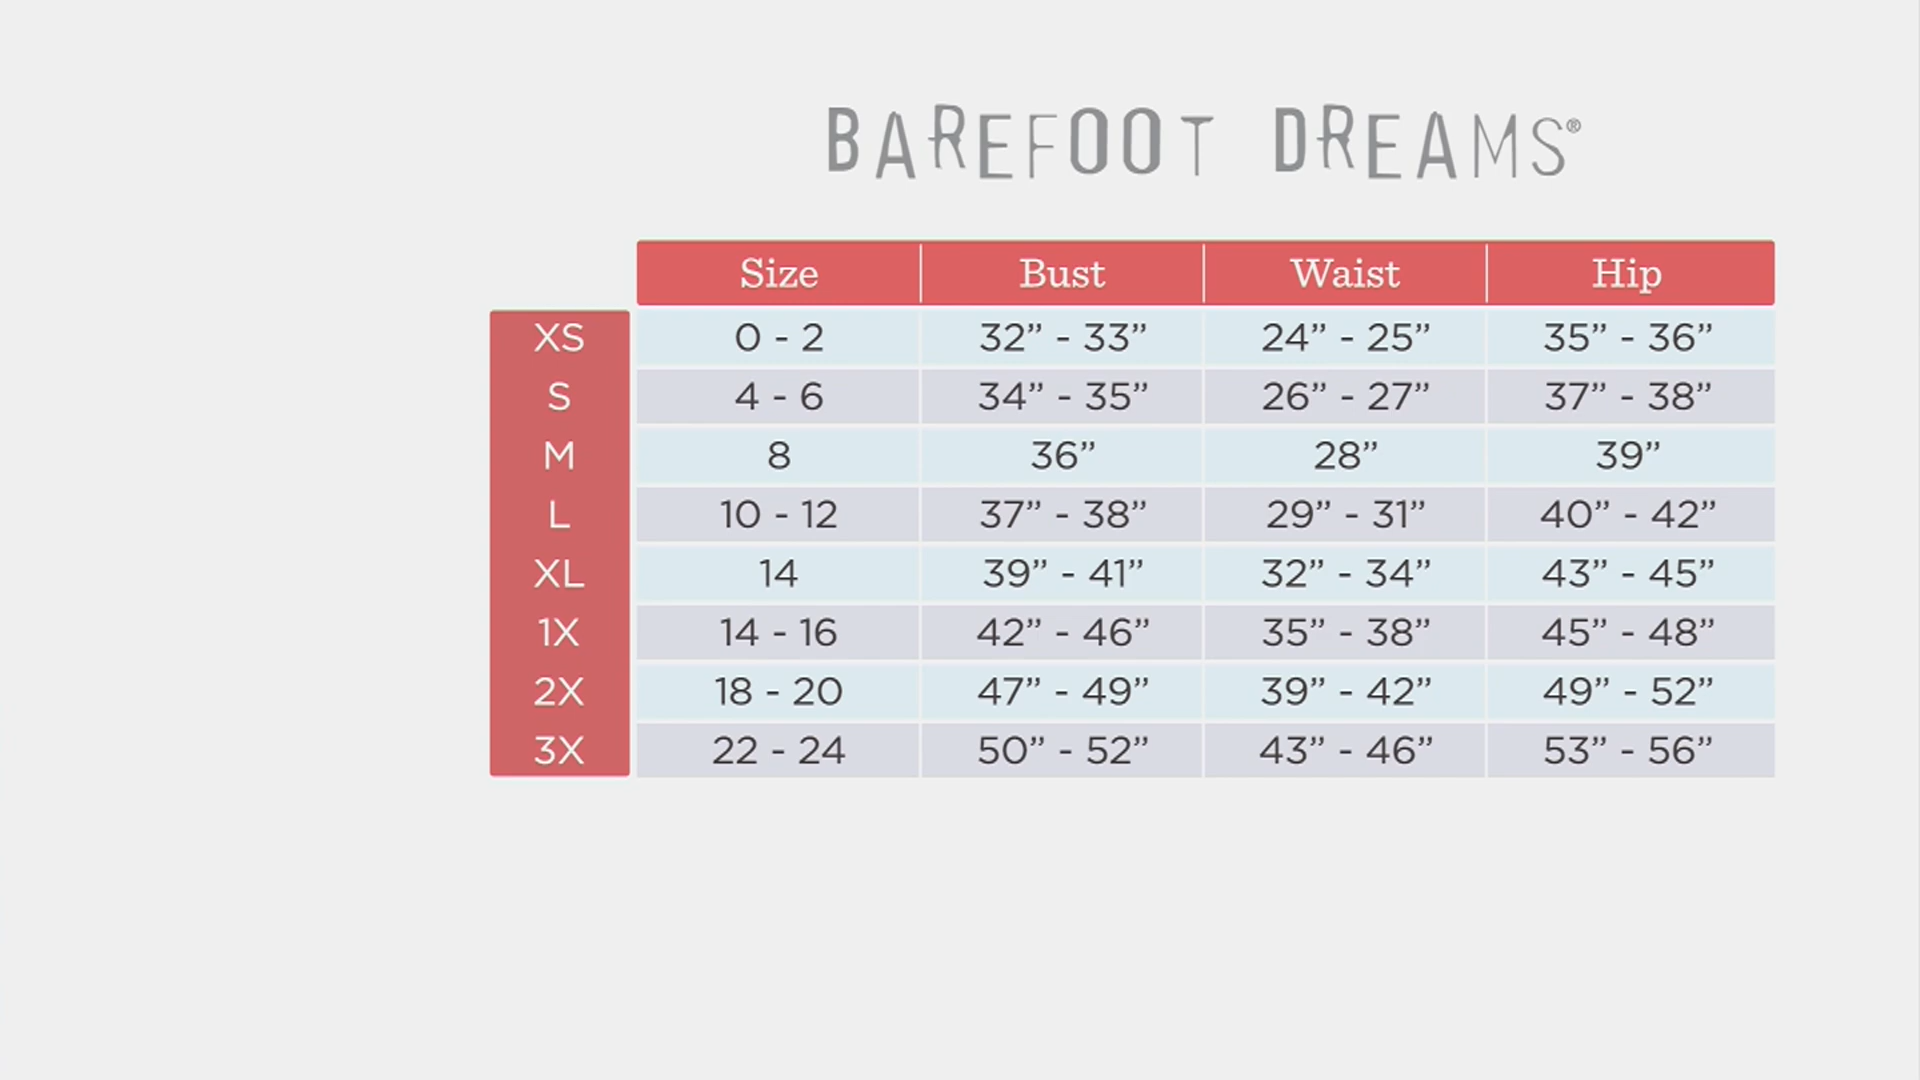 BAREFOOT DREAMS®
Size Bust Waist Hip
XS 0 - 2 32” - 33” 24” - 25” 35” - 36”
S 4 - 6 34” - 35” 26” - 27” 37” - 38”
M 8 36” 28” 39”
L 10 - 12 37” - 38” 29” - 31” 40” - 42”
XL 14 39” - 41” 32” - 34” 43” - 45”
1X 14 - 16 42” - 46” 35” - 38” 45” - 48”
2X 18 - 20 47” - 49” 39” - 42” 49” - 52”
3X 22 - 24 50” - 52” 43” - 46” 53” - 56”